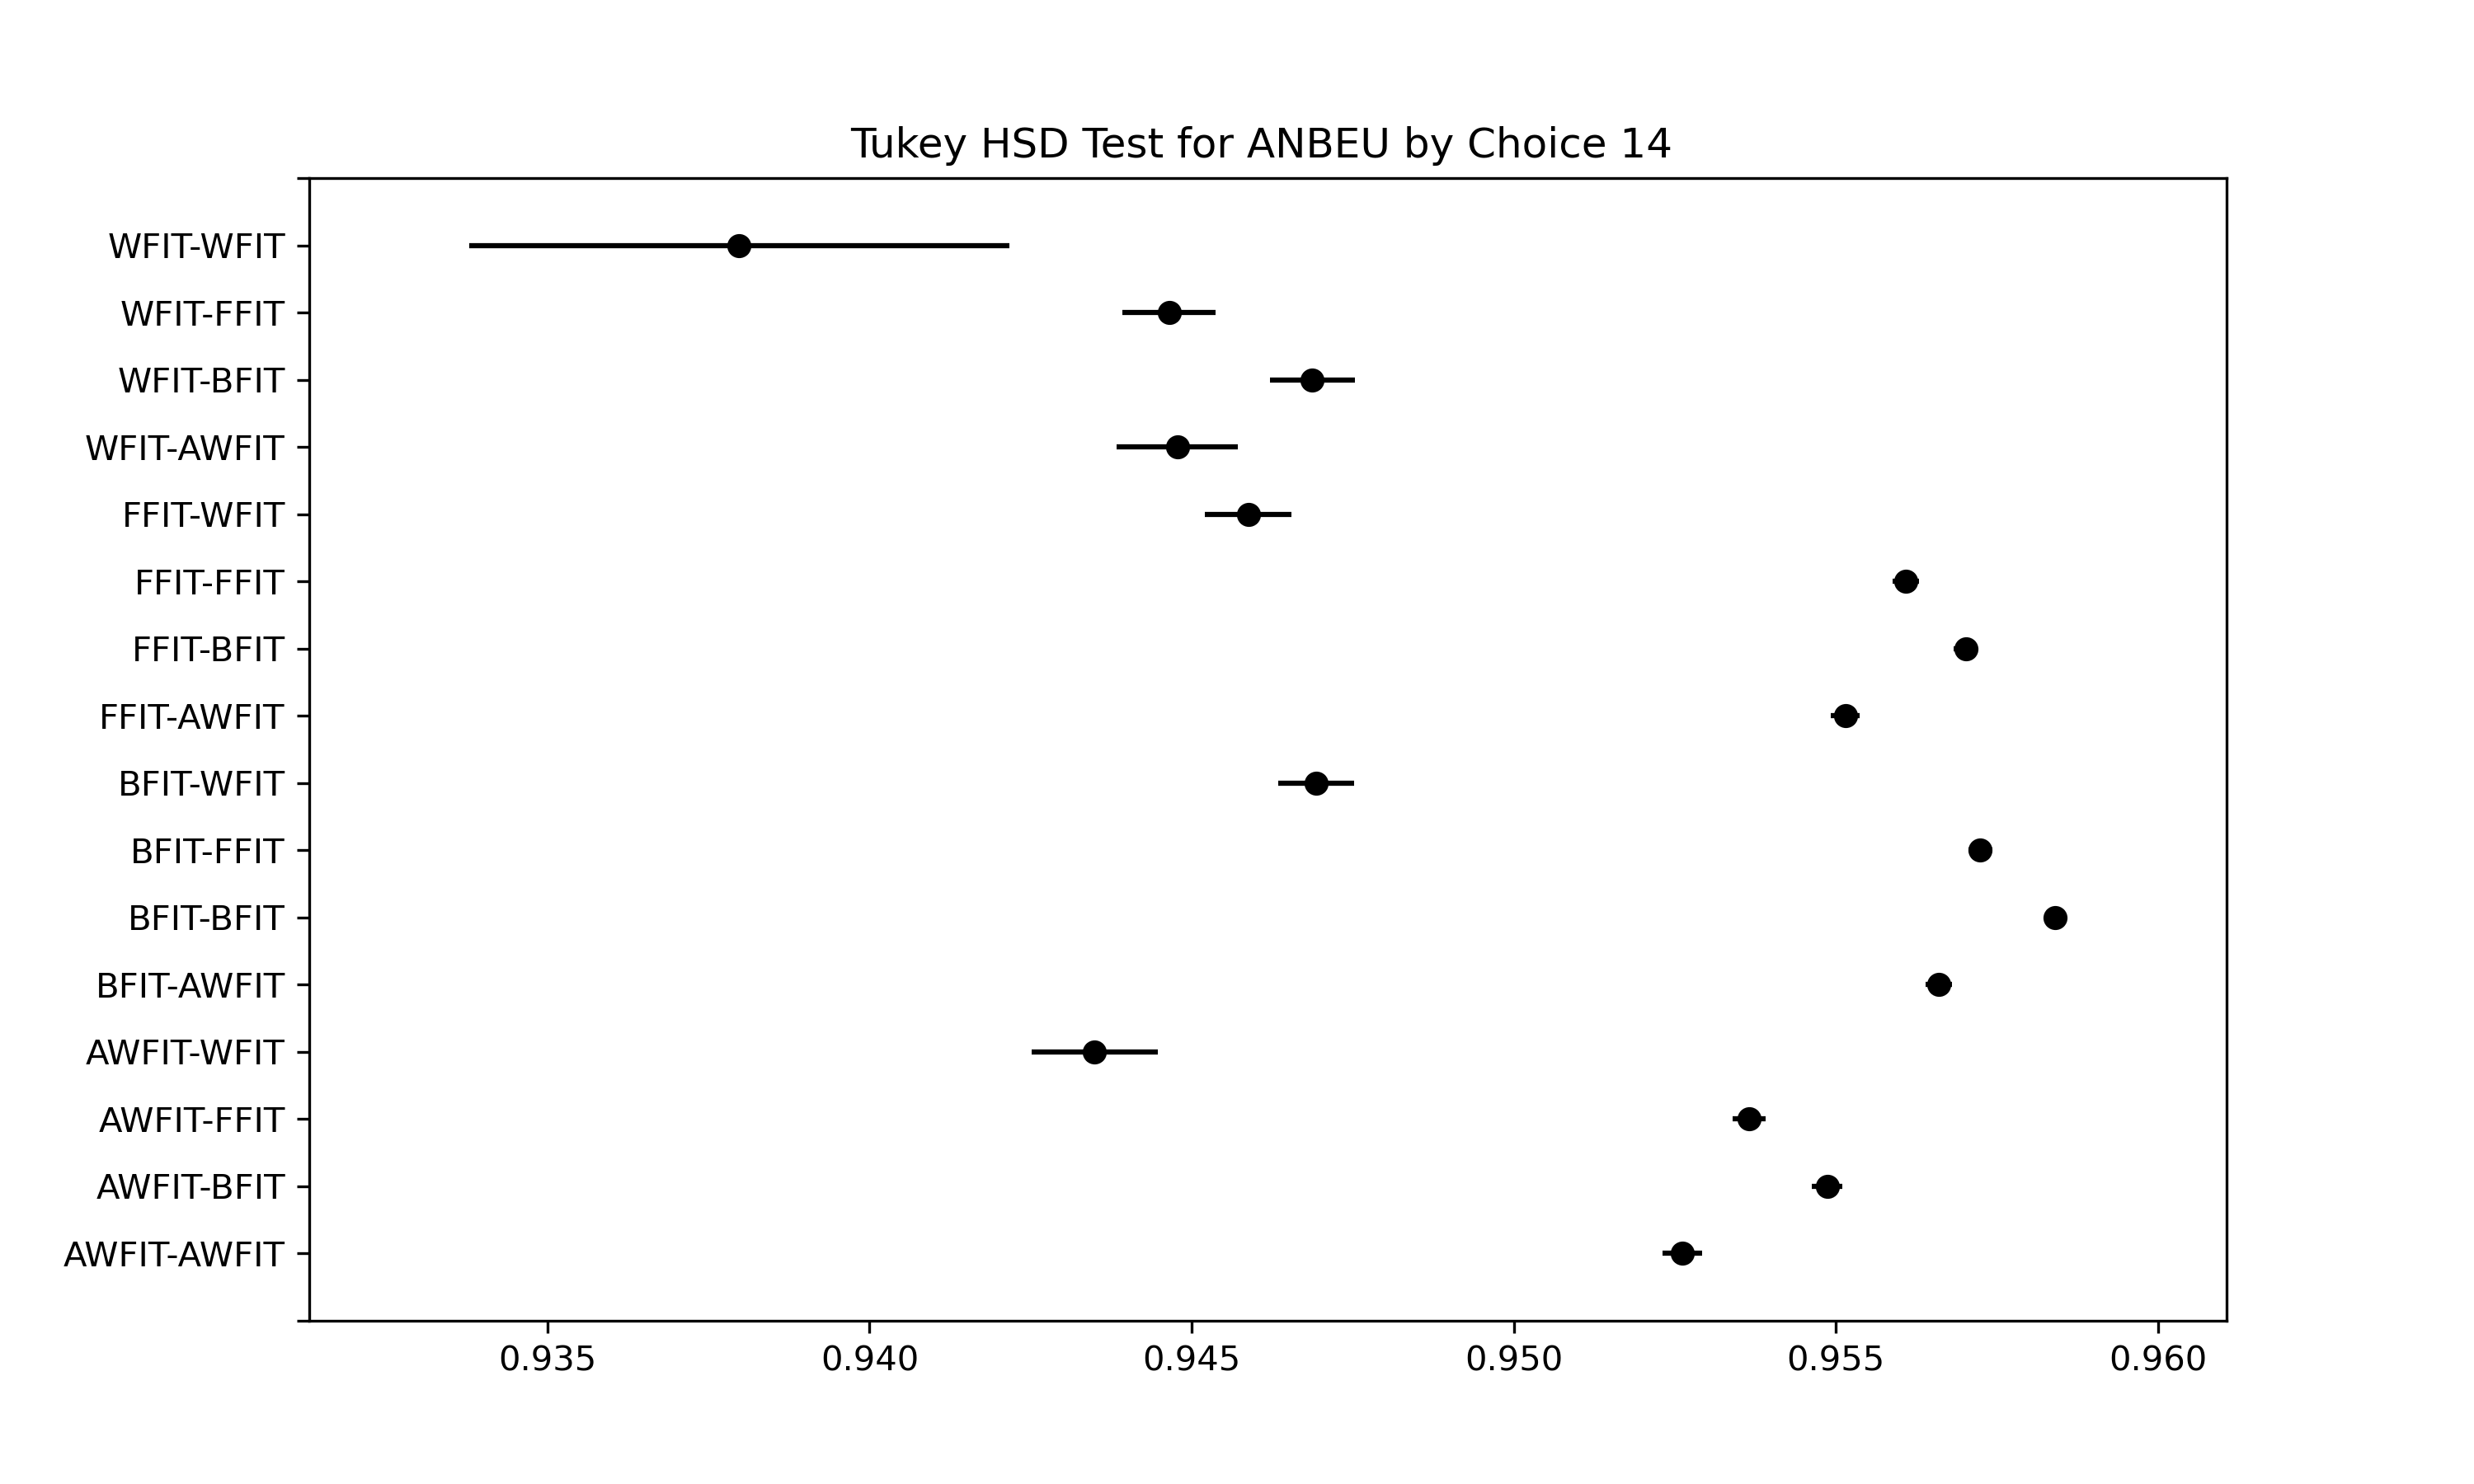 Tukey HSD Test for ANBEU by Choice 14
WFIT-WFIT
WFIT-FFIT
WFIT-BFIT
WFIT-AWFIT
FFIT-WFIT
FFIT-FFIT
FFIT-BFIT
FFIT-AWFIT
BFIT-WFIT
BFIT-FFIT
BFIT-BFIT
BFIT-AWFIT
AWFIT-WFIT
AWFIT-FFIT
AWFIT-BFIT
AWFIT-AWFIT
0.935 0.940 0.945 0.950 0.955 0.960